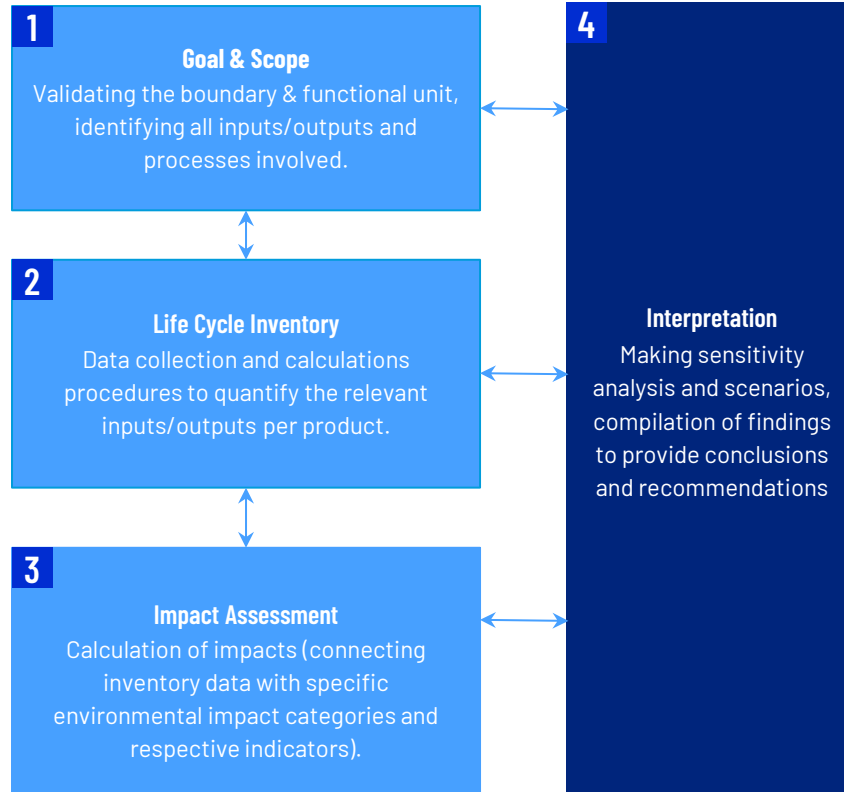 1
Goal & Scope
Validating the boundary & functional unit,
identifying all inputs/outputs and
processes involved.
2
Life Cycle Inventory
Data collection and calculations
procedures to quantify the relevant
inputs/outputs per product.
3
Impact Assessment
Calculation of impacts (connecting
inventory data with specific
environmental impact categories and
respective indicators).
4
Interpretation
Making sensitivity
analysis and scenarios,
compilation of findings
to provide conclusions
and recommendations